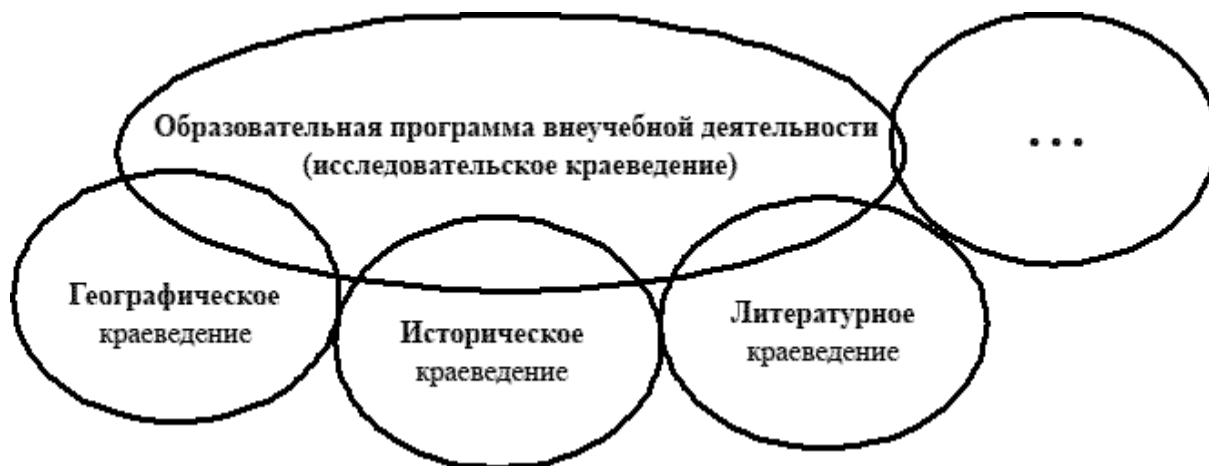 Образовательная программа внеучебной деятельности
(исследовательское краеведение)
...
Географическое
краеведение
Историческое
краеведение
Литературное
краеведение